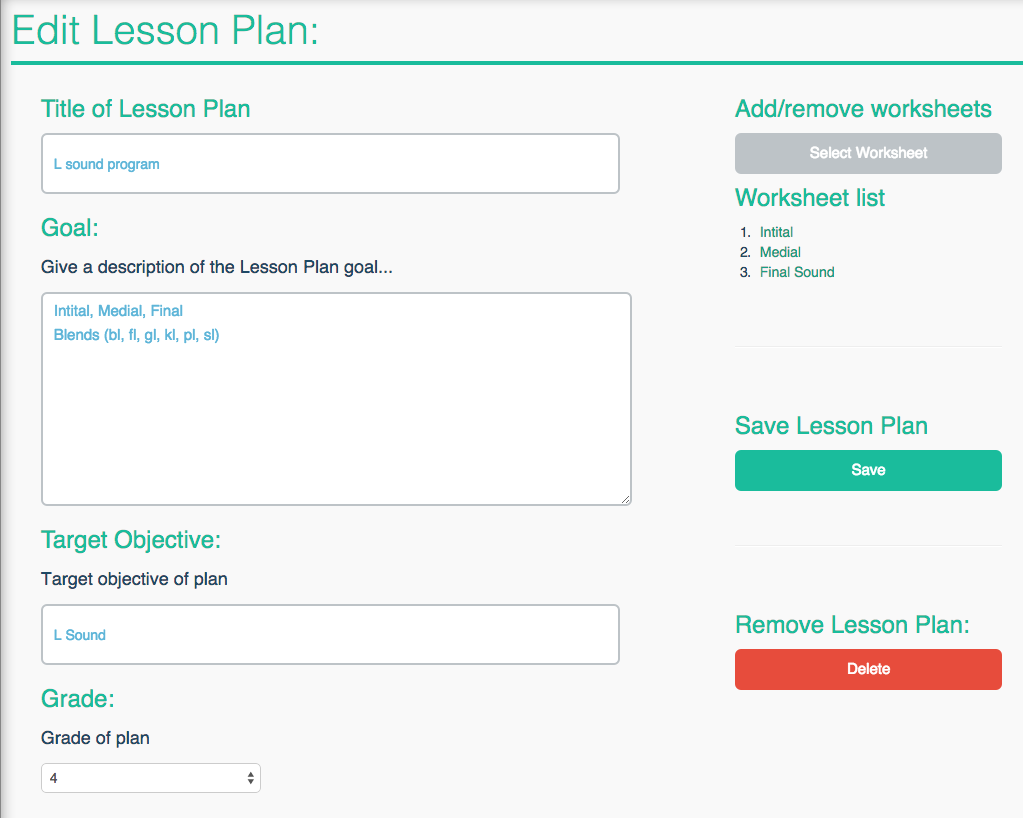 Edit Lesson Plan:
Title of Lesson Plan
L sound program
Goal:
Give a description of the Lesson Plan goal...
Intital, Medial, Final
Blends (bl, fl, gl, kl, pl, sl)
Target Objective:
Target objective of plan
L Sound
Grade:
Grade of plan
4
Add/remove worksheets
Select Worksheet
Worksheet list
1. Intital
2. Medial
3. Final Sound
Save Lesson Plan
Save
Remove Lesson Plan:
Delete